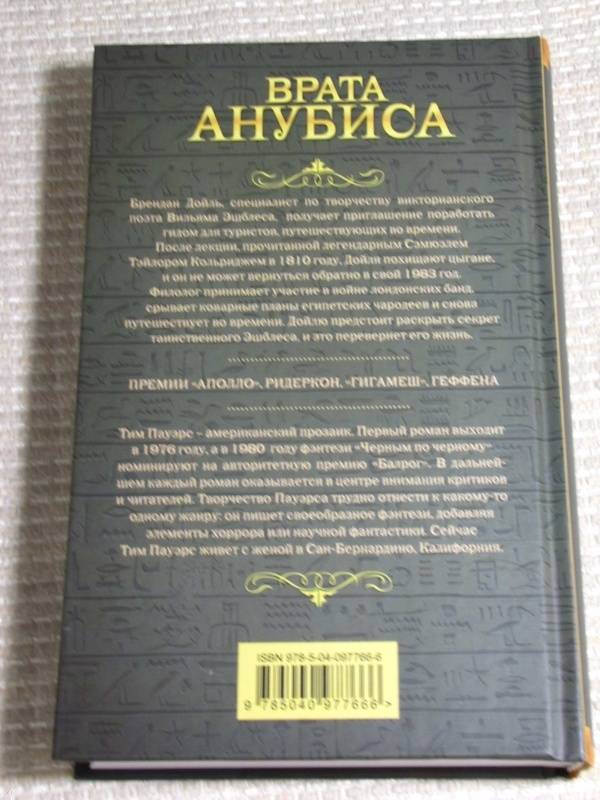 ВРАТА
АНУБИСА
Брендан Дойль, специалист по творчеству викторианского
поэта Вильяма Эшблеса, получает приглашение поработать
гидом для туристов, путешествующих во времени.
После лекции, прочитанной легендарным Сэмюэлем
Тэйлором Кольриджем в 1810 году, Дойля похищают цыгане,
и он не может вернуться обратно в свой 1983 год.
Филолог принимает участие в войне лондонских банд,
срывает коварные планы египетских чародеев и снова
путешествует во времени. Дойлю предстоит раскрыть секрет
таинственного Эшблеса, и это перевернет его жизнь.
ПРЕМИИ «АПОЛЛО», РИДЕРКОН, «ГИГАМЕШ», ГЕФФЕНА
Тим Пауэрс – американский прозаик. Первый роман выходит
в 1976 году, а в 1980 году фэнтези «Черным по черному»
номинируют на авторитетную премию «Балрог». В дальней-
шем каждый роман оказывается в центре внимания критиков
и читателей. Творчество Пауэрса трудно отнести к какому-то
одному жанру: он пишет своеобразное фэнтези, добавляя
элементы хоррора или научной фантастики. Сейчас
Тим Пауэрс живет с женой в Сан-Бернардино, Калифорния.
ISBN 978-5-04-097766-6
9 785040 977666 >